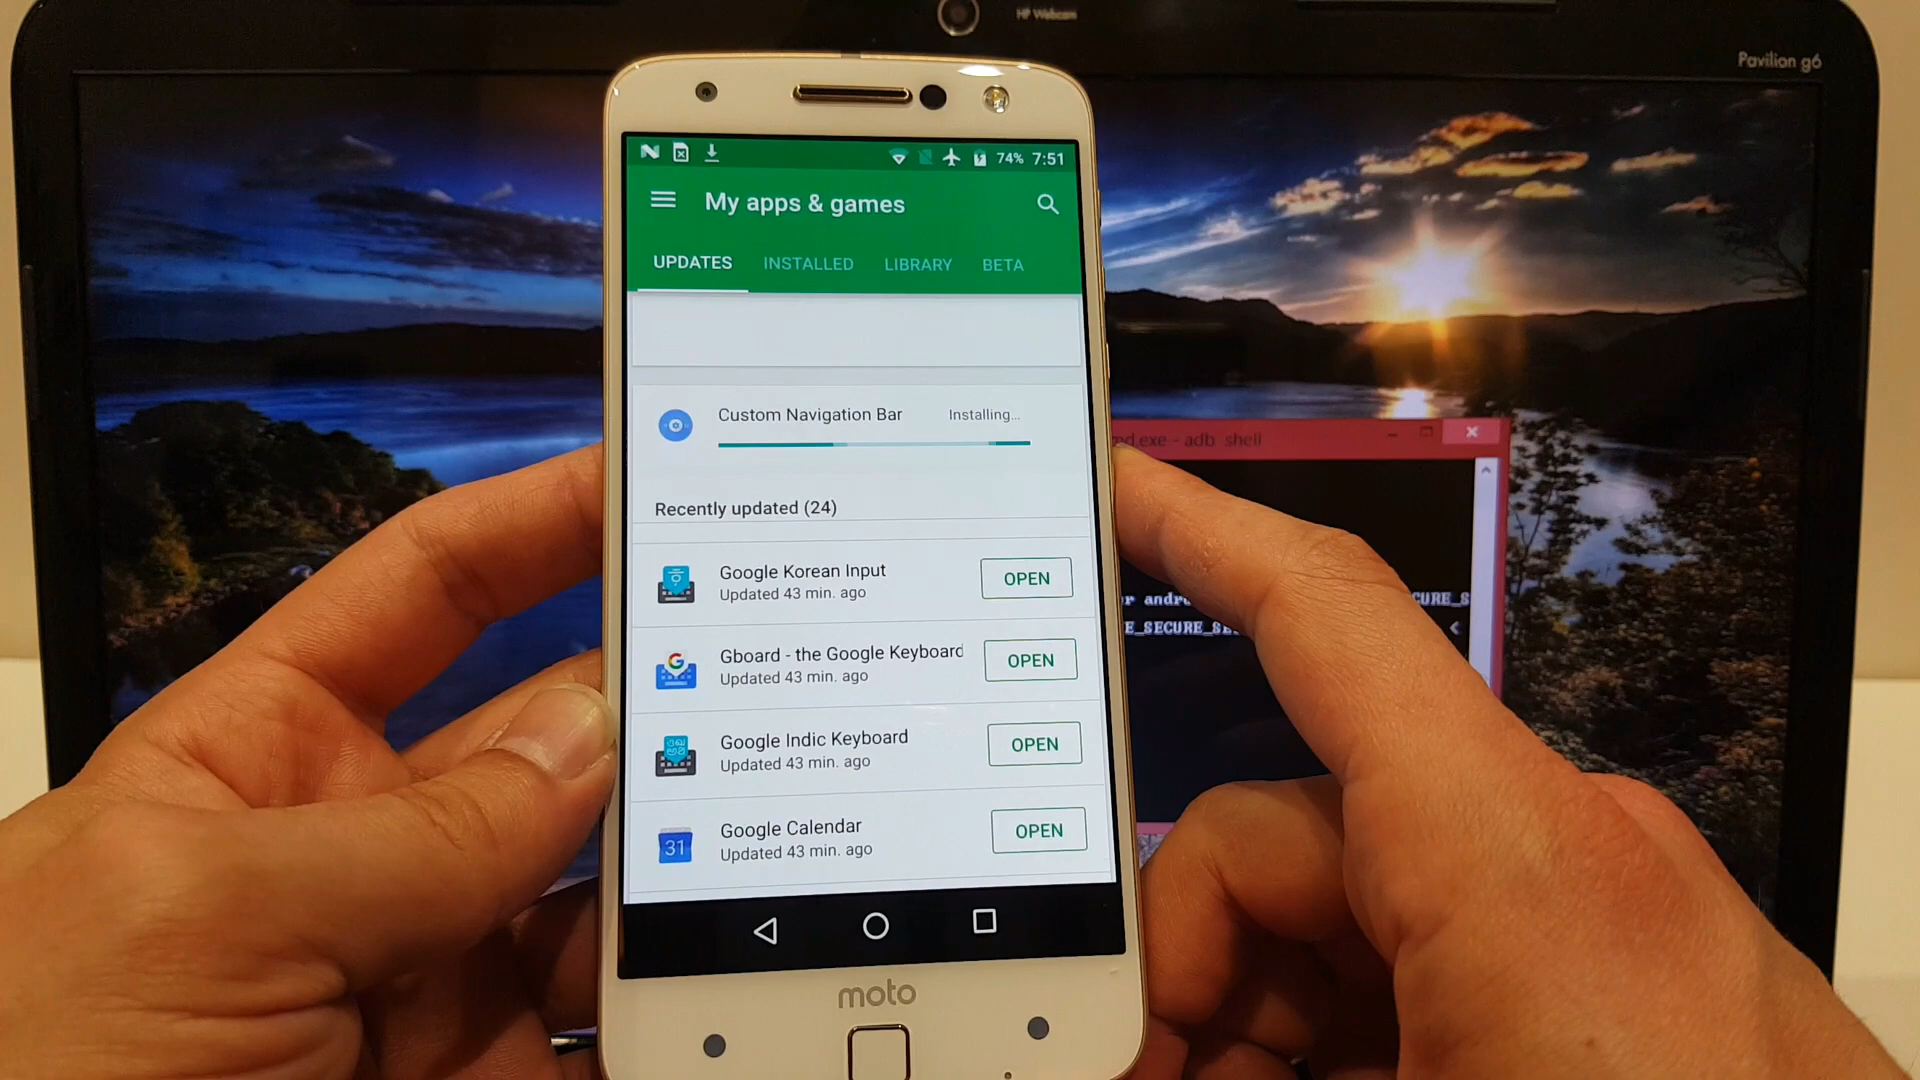 HP Webcam
Pavilion g6
74% 7:51
My apps & games
UPDATES INSTALLED LIBRARY BETA
Custom Navigation Bar Installing...
Recently updated (24)
Google Korean Input
Updated 43 min. ago
OPEN
Gboard - the Google Keyboard
Updated 43 min. ago
OPEN
Google Indic Keyboard
Updated 43 min. ago
OPEN
31
Google Calendar
Updated 43 min. ago
OPEN
moto
.exe - adb shell